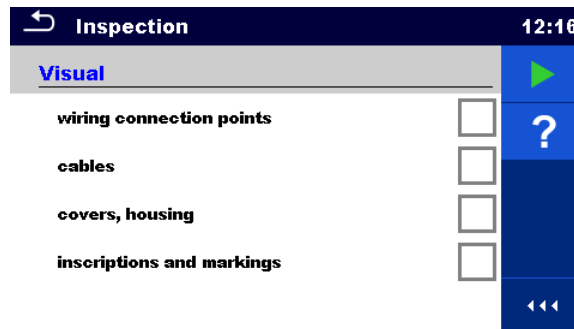 Inspection 12:16
Visual
wiring connection points
cables
covers, housing
inscriptions and markings
?